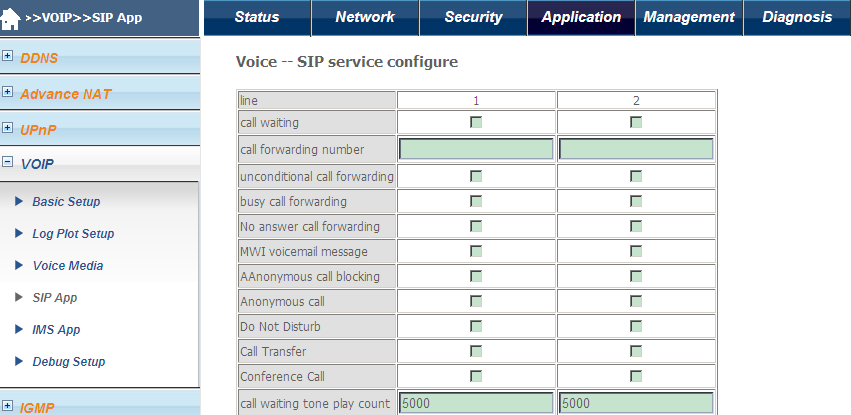 >>VOIP>>SIP App
Status Network Security Application Management Diagnosis
DDNS
Advance NAT
UPnP
VOIP
Basic Setup
Log Plot Setup
Voice Media
SIP App
IMS App
Debug Setup
IGMP
Voice -- SIP service configure
line 1 2
call waiting
call forwarding number
unconditional call forwarding
busy call forwarding
No answer call forwarding
MWI voicemail message
AAnonymous call blocking
Anonymous call
Do Not Disturb
Call Transfer
Conference Call
call waiting tone play count 5000 5000